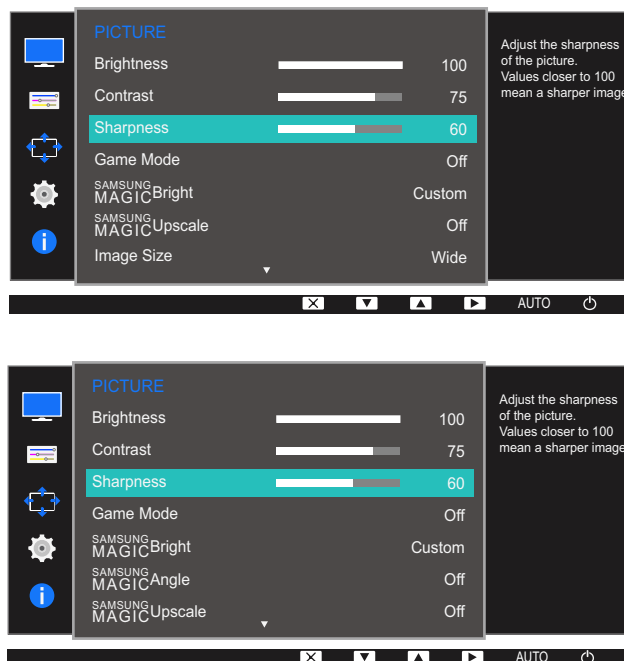 PICTURE
Brightness 100
Contrast 75
Sharpness 60
Game Mode Off
SAMSUNG
MAGICBright Custom
SAMSUNG
MAGICUpscale Off
Image Size Wide
Adjust the sharpness
of the picture.
Values closer to 100
mean a sharper image
AUTO
PICTURE
Brightness 100
Contrast 75
Sharpness 60
Game Mode Off
SAMSUNG
MAGICBright Custom
SAMSUNG
MAGICAngle Off
SAMSUNG
MAGICUpscale Off
Adjust the sharpness
of the picture.
Values closer to 100
mean a sharper image
AUTO